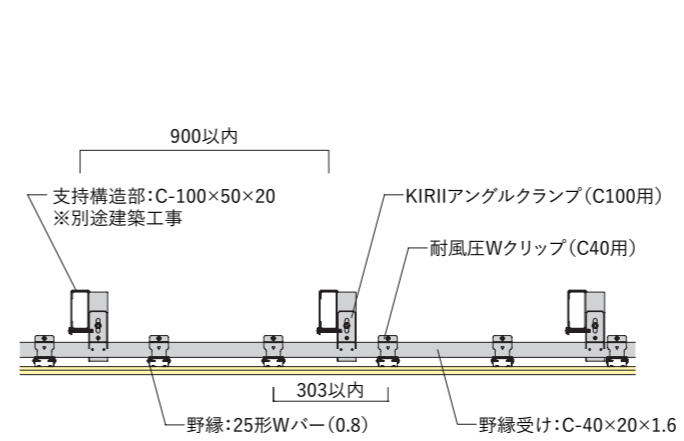 900以内
支持構造部：C-100×50×20
※別途建築工事
KIRIIアングルクランプ（C100用）
耐風圧Wクリップ（C40用）
303以内
野縁：25形Wバー（0.8）
野縁受け：C-40×20×1.6